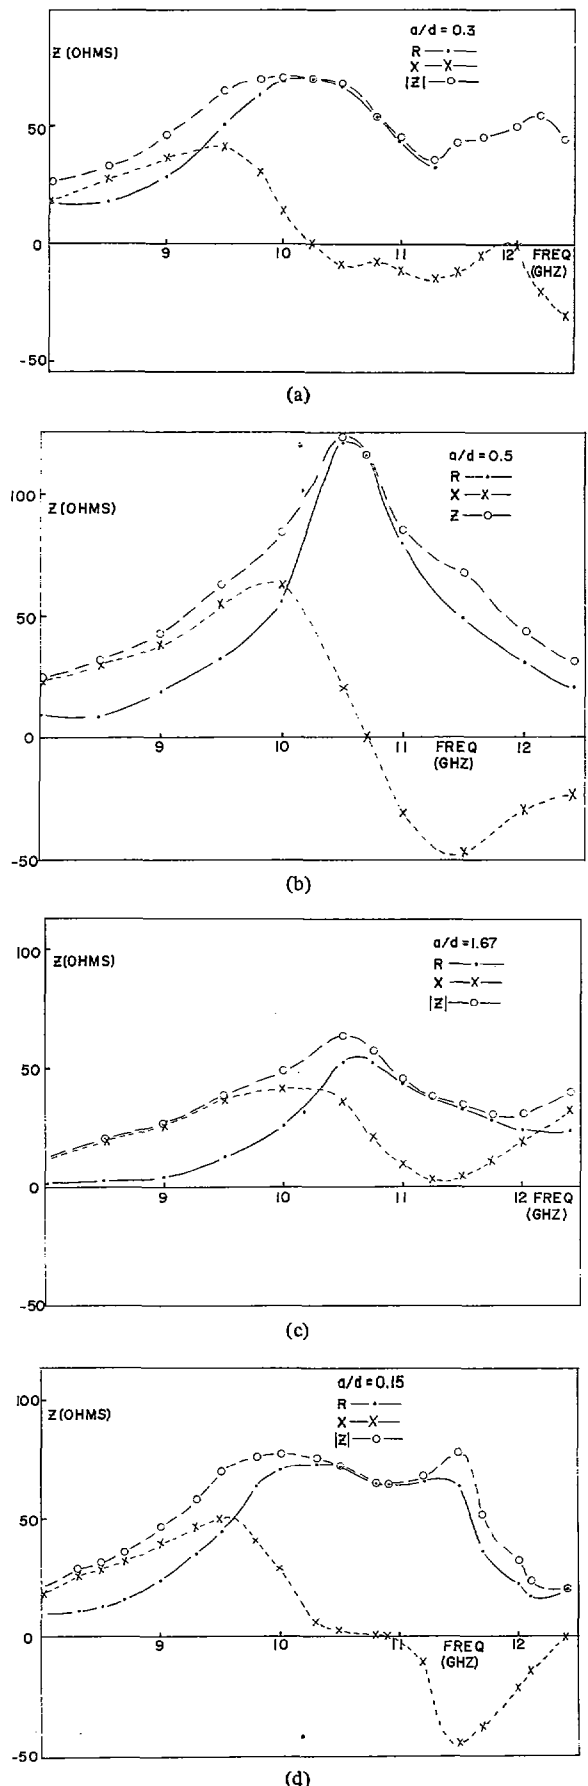 a/d = 0.3
Z (OHMS)
R
X
|Z|
50
0
9
10
11
12
FREQ
(GHZ)
-50
(a)
a/d = 0.5
R
X
Z
100
Z (OHMS)
50
0
9
10
11
FREQ
(GHZ)
12
-50
(b)
a/d = 1.67
100
Z (OHMS)
R
X
|Z|
50
0
9
10
11
12
FREQ
(GHZ)
-50
(c)
a/d = 0.15
100
Z (OHMS)
R
X
|Z|
50
0
9
10
11
FREQ
(GHZ)
12
-50
(d)